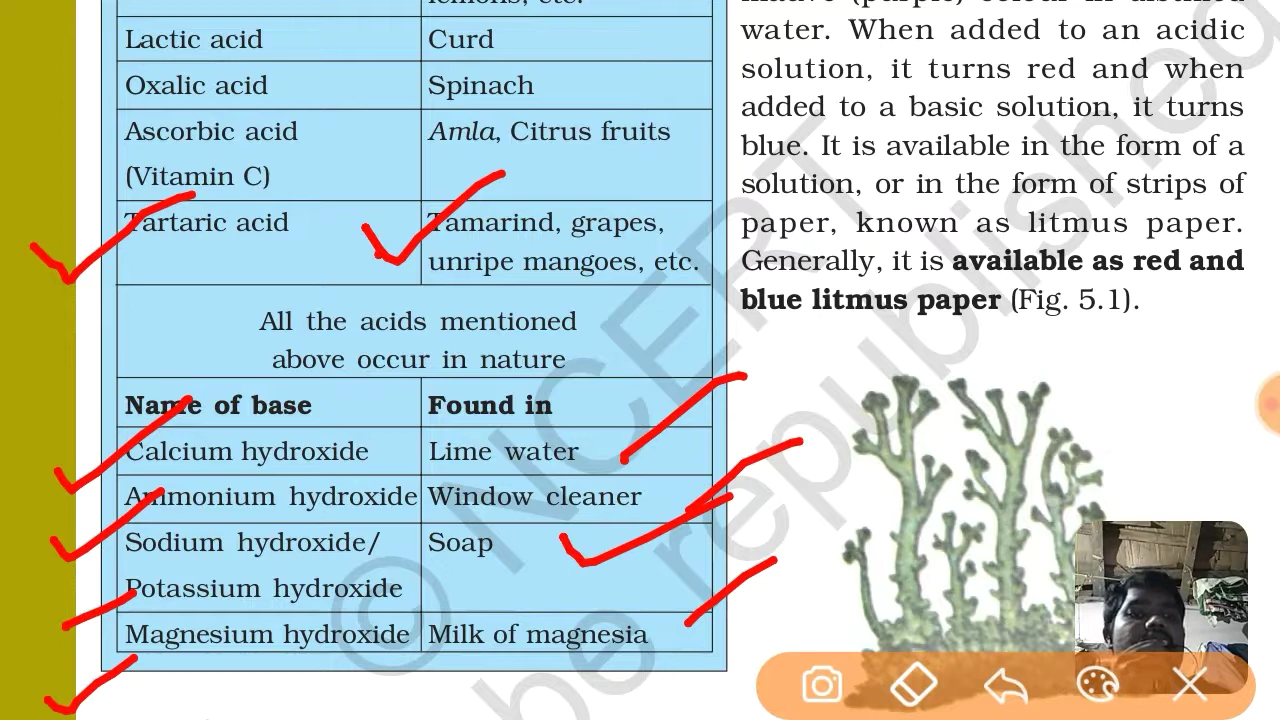 Lactic acid Curd
Oxalic acid Spinach
Ascorbic acid Amla, Citrus fruits
(Vitamin C)
Tartaric acid Tamarind, grapes,
unripe mangoes, etc.
All the acids mentioned
above occur in nature
Name of base Found in
Calcium hydroxide Lime water
Ammonium hydroxide Window cleaner
Sodium hydroxide/ Soap
Potassium hydroxide
Magnesium hydroxide Milk of magnesia
water. When added to an acidic
solution, it turns red and when
added to a basic solution, it turns
blue. It is available in the form of a
solution, or in the form of strips of
paper, known as litmus paper.
Generally, it is available as red and
blue litmus paper (Fig. 5.1).
© NCERT
be republished